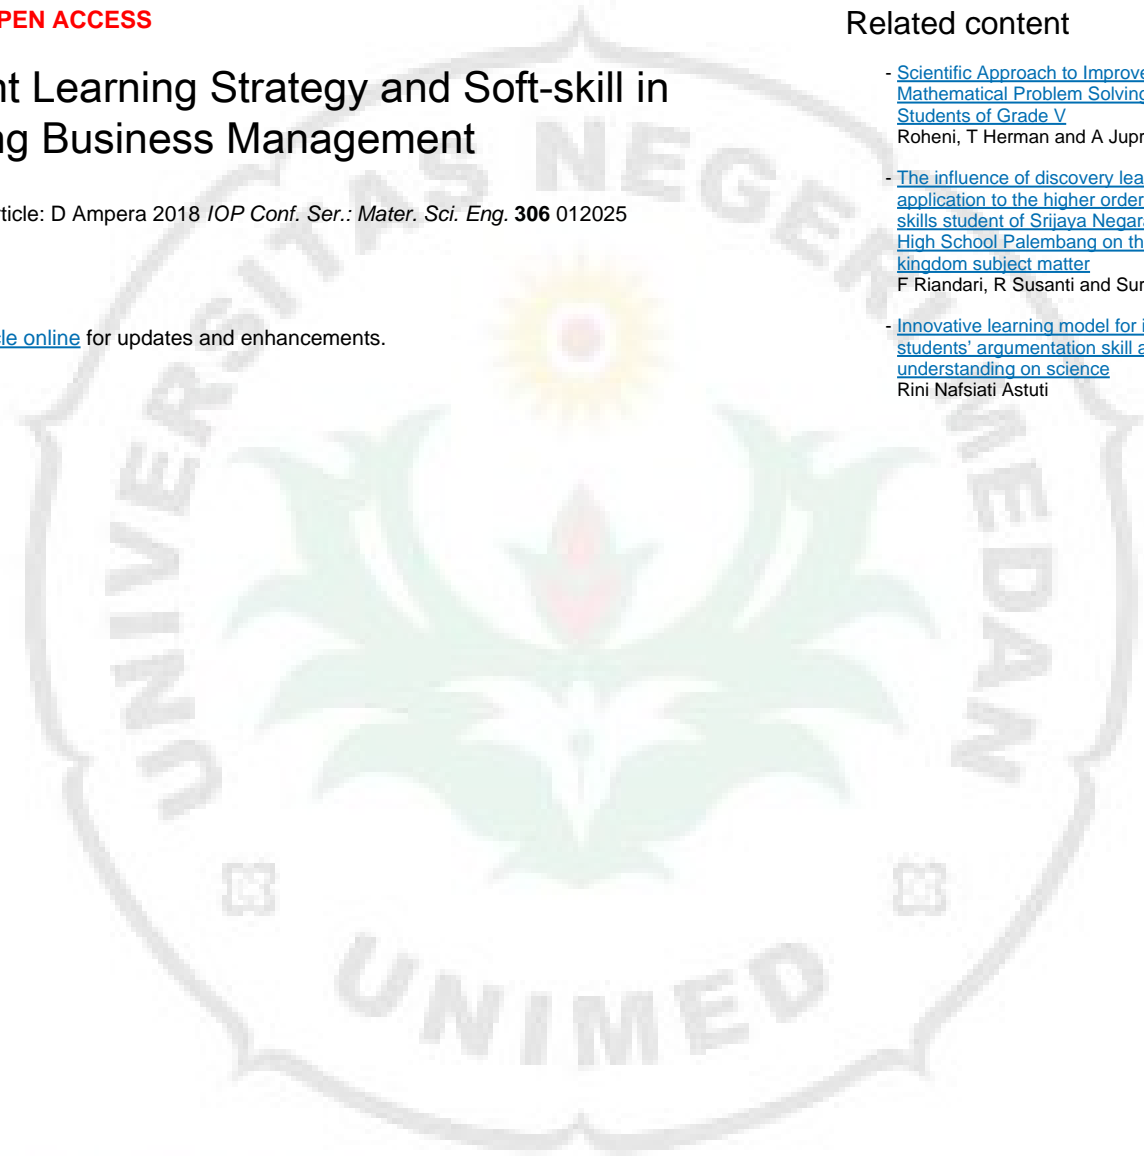 PEN ACCESS
nt Learning Strategy and Soft-skill in
ng Business Management
rticle: D Ampera 2018 IOP Conf. Ser.: Mater. Sci. Eng. 306 012025
cle online for updates and enhancements.
Related content
- Scientific Approach to Improve
Mathematical Problem Solving
Students of Grade V
Roheni, T Herman and A Jupr
- The influence of discovery lea
application to the higher order
skills student of Srijaya Negara
High School Palembang on th
kingdom subject matter
F Riandari, R Susanti and Sur
- Innovative learning model for i
students’ argumentation skill a
understanding on science
Rini Nafsiati Astuti
UNIVERSITAS NEGERI MEDAN
UNIMED